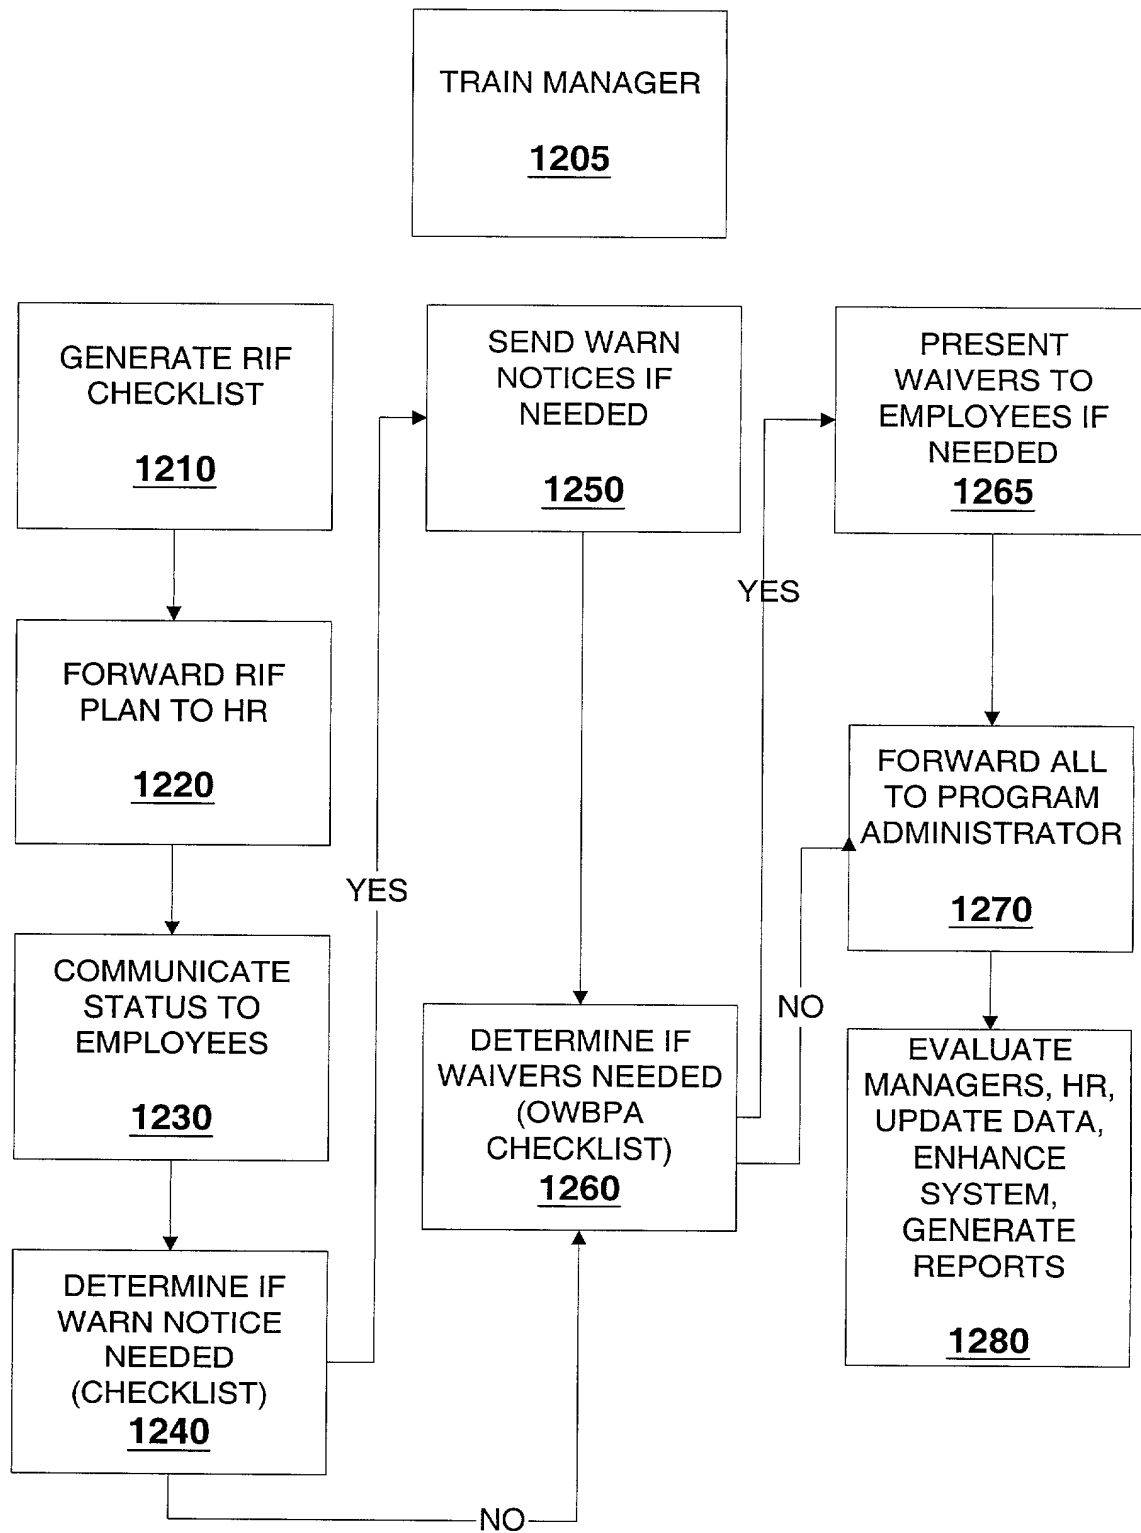 TRAIN MANAGER
1205
GENERATE RIF
CHECKLIST
1210
FORWARD RIF
PLAN TO HR
1220
COMMUNICATE
STATUS TO
EMPLOYEES
1230
DETERMINE IF
WARN NOTICE
NEEDED
(CHECKLIST)
1240
YES
NO
SEND WARN
NOTICES IF
NEEDED
1250
DETERMINE IF
WAIVERS NEEDED
(OWBPA
CHECKLIST)
1260
YES
NO
PRESENT
WAIVERS TO
EMPLOYEES IF
NEEDED
1265
FORWARD ALL
TO PROGRAM
ADMINISTRATOR
1270
EVALUATE
MANAGERS, HR,
UPDATE DATA,
ENHANCE
SYSTEM,
GENERATE
REPORTS
1280